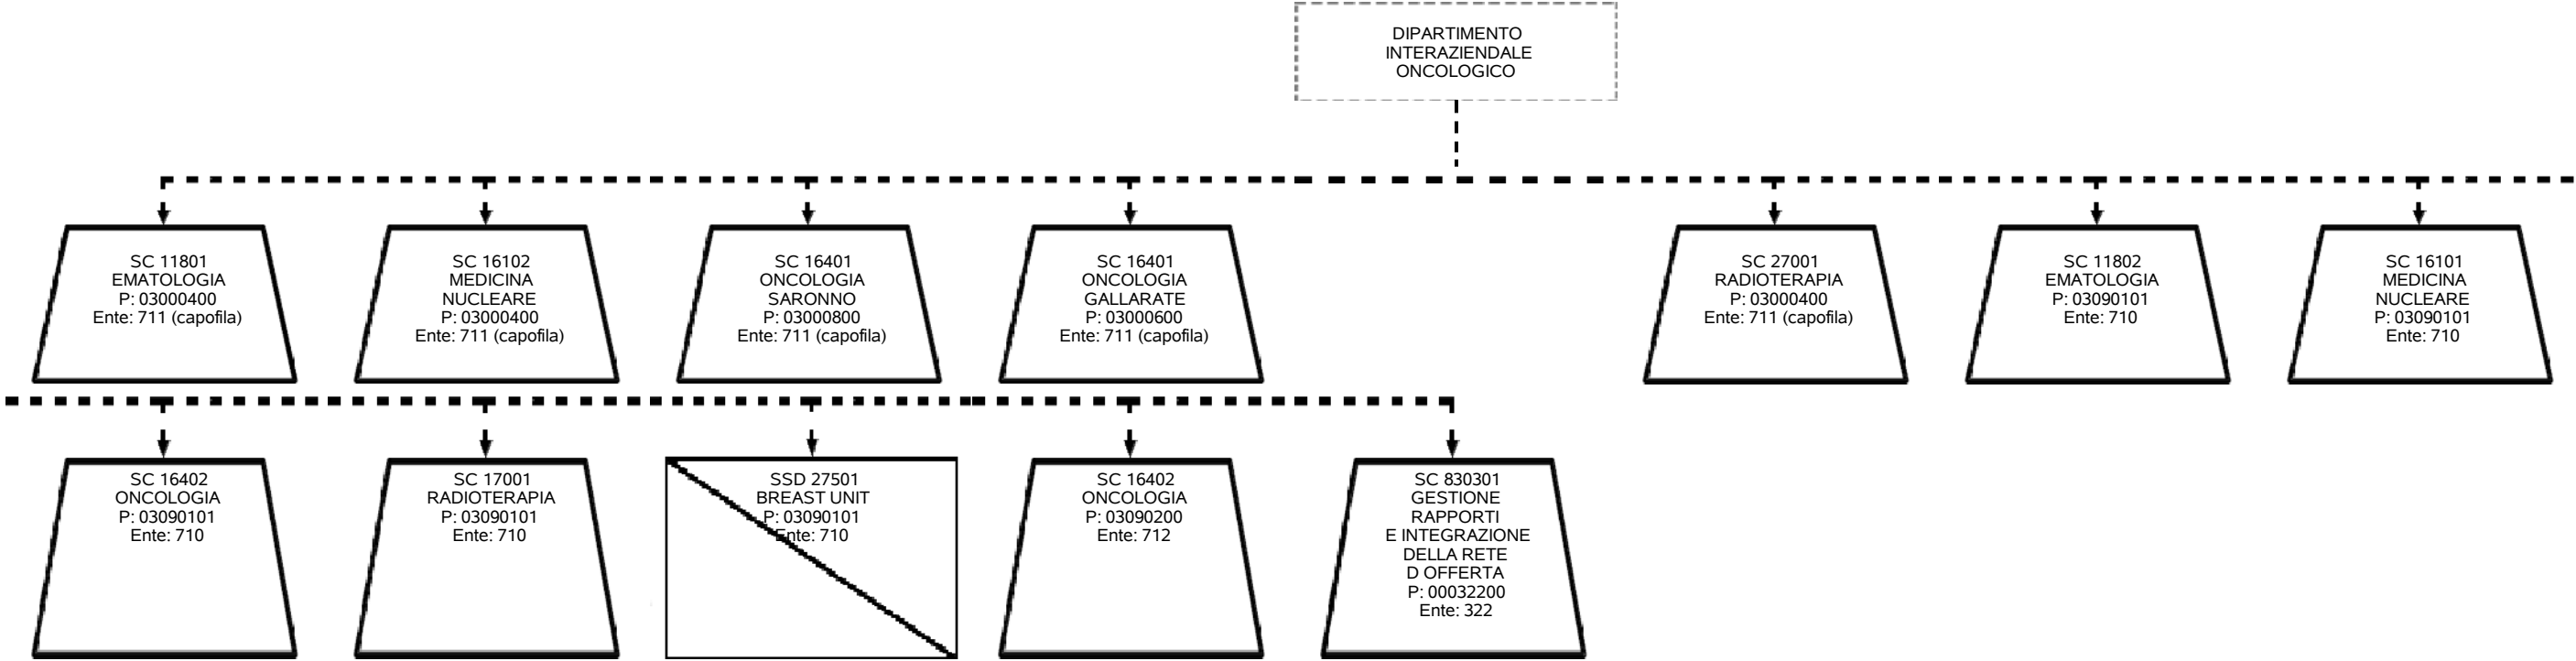 DIPARTIMENTO
INTERAZIENDALE
ONCOLOGICO
SC 11801
EMATOLOGIA
P: 03000400
Ente: 711 (capofila)
SC 16102
MEDICINA
NUCLEARE
P: 03000400
Ente: 711 (capofila)
SC 16401
ONCOLOGIA
SARONNO
P: 03000800
Ente: 711 (capofila)
SC 16401
ONCOLOGIA
GALLARATE
P: 03000600
Ente: 711 (capofila)
SC 27001
RADIOTERAPIA
P: 03000400
Ente: 711 (capofila)
SC 11802
EMATOLOGIA
P: 03090101
Ente: 710
SC 16101
MEDICINA
NUCLEARE
P: 03090101
Ente: 710
SC 16402
ONCOLOGIA
P: 03090101
Ente: 710
SC 17001
RADIOTERAPIA
P: 03090101
Ente: 710
SSD 27501
BREAST UNIT
P: 03090101
Ente: 710
SC 16402
ONCOLOGIA
P: 03090200
Ente: 712
SC 830301
GESTIONE
RAPPORTI
E INTEGRAZIONE
DELLA RETE
D OFFERTA
P: 00032200
Ente: 322